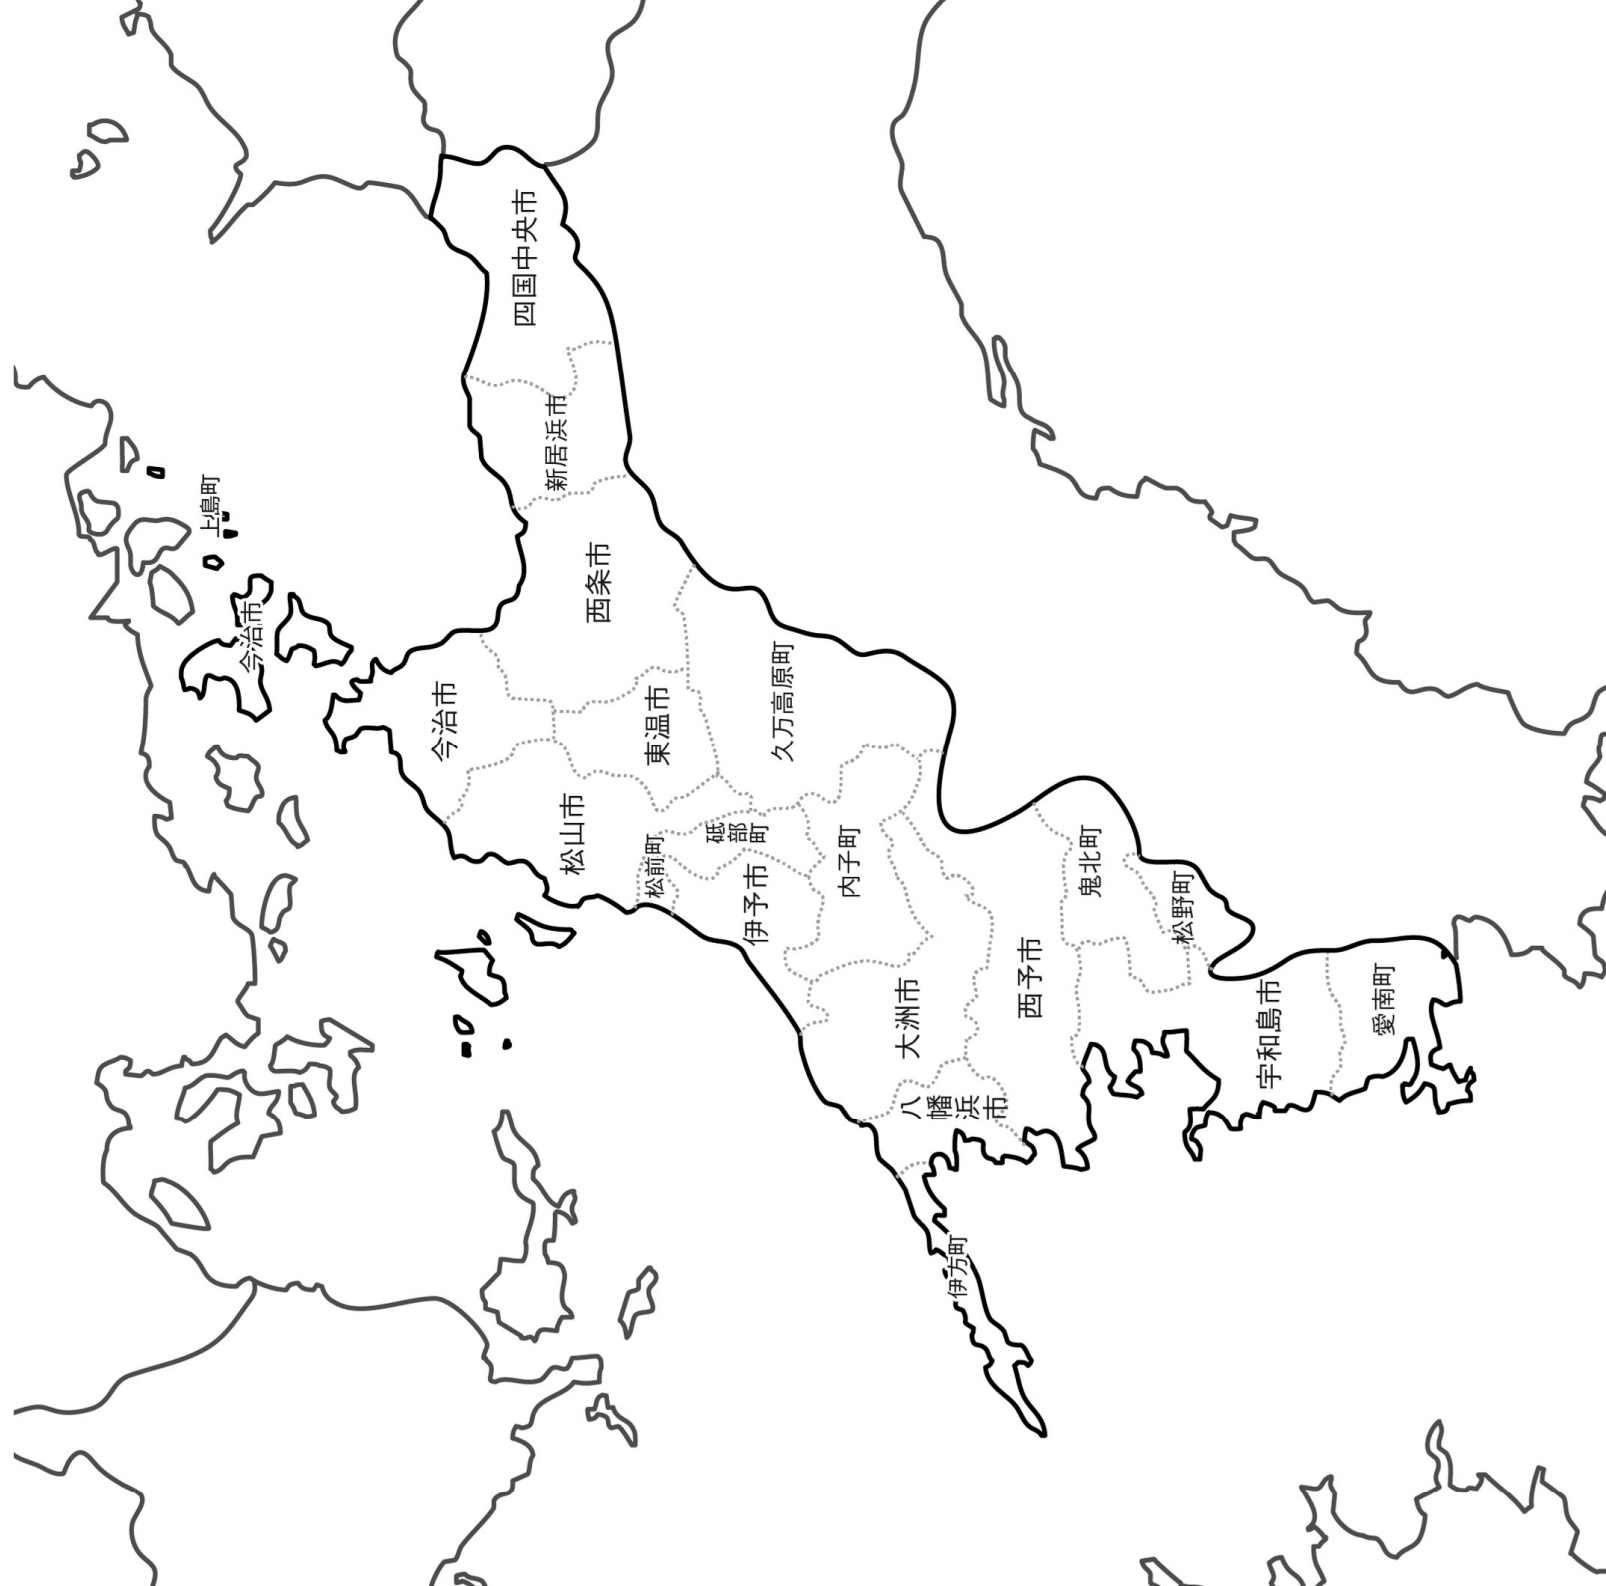 上島町
今治市
今治市
四国中央市
新居浜市
西条市
東温市
松山市
松前町
砥部町
久万高原町
伊予市
内子町
大洲市
八幡浜市
伊方町
西予市
鬼北町
松野町
宇和島市
愛南町